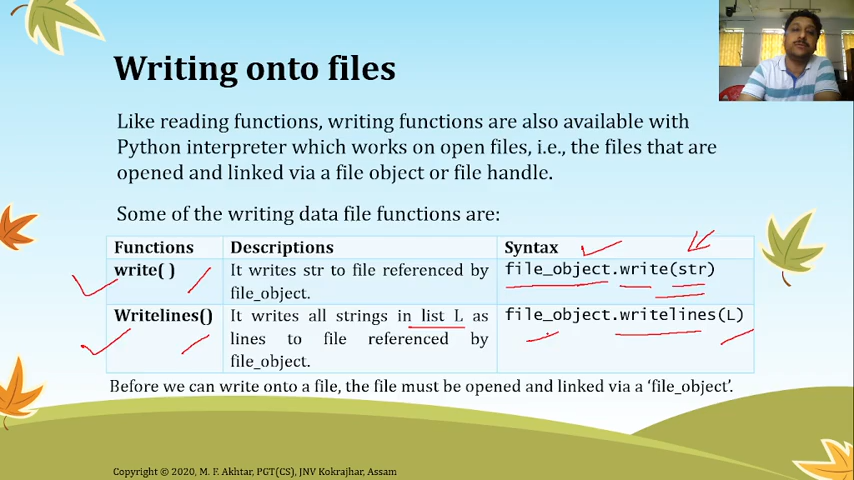 Writing onto files
Like reading functions, writing functions are also available with
Python interpreter which works on open files, i.e., the files that are
opened and linked via a file object or file handle.
Some of the writing data file functions are:
Functions Descriptions Syntax
write( ) It writes str to file referenced by file_object.write(str)
file_object.
Writelines() It writes all strings in list L as file_object.writelines(L)
lines to file referenced by
file_object.
Before we can write onto a file, the file must be opened and linked via a ‘file_object’.
Copyright © 2020, M. F. Akhtar, PGT(CS), JNV Kokrajhar, Assam